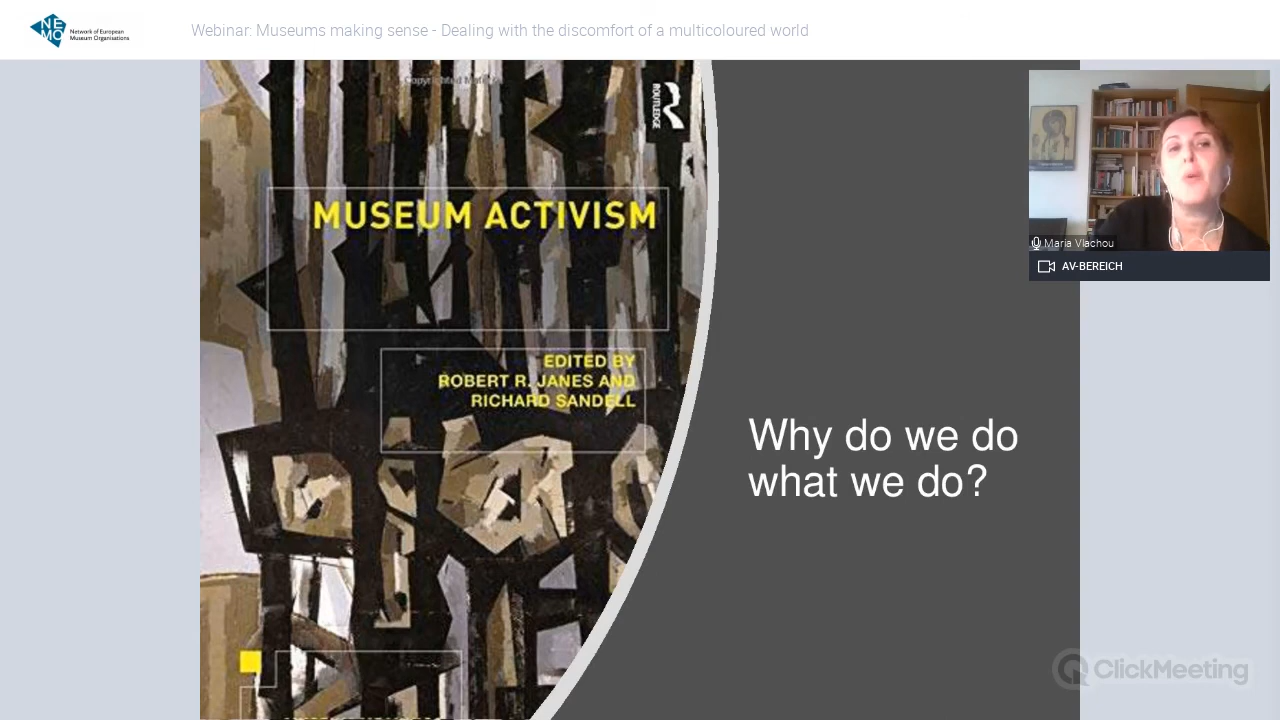 NE
MO
Network of European
Museum Organisations
Webinar: Museums making sense - Dealing with the discomfort of a multicoloured world
ROUTLEDGE
MUSEUM ACTIVISM
EDITED BY
ROBERT R. JANES AND
RICHARD SANDELL
Why do we do
what we do?
Maria Vlachou
AV-BEREICH
ClickMeeting